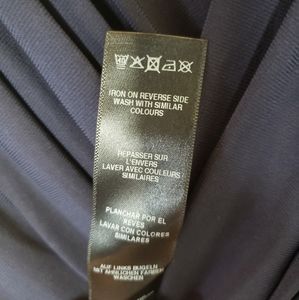 IRON ON REVERSE SIDE
WASH WITH SIMILAR
COLOURS
REPASSER SUR
L'ENVERS
LAVER AVEC COULEURS
SIMILAIRES
PLANCHAR POR EL
REVES
LAVAR CON COLORES
SIMILARES
AUF LINKS BUGELN
MIT AHNLICHEN FARBEN
WASCHEN